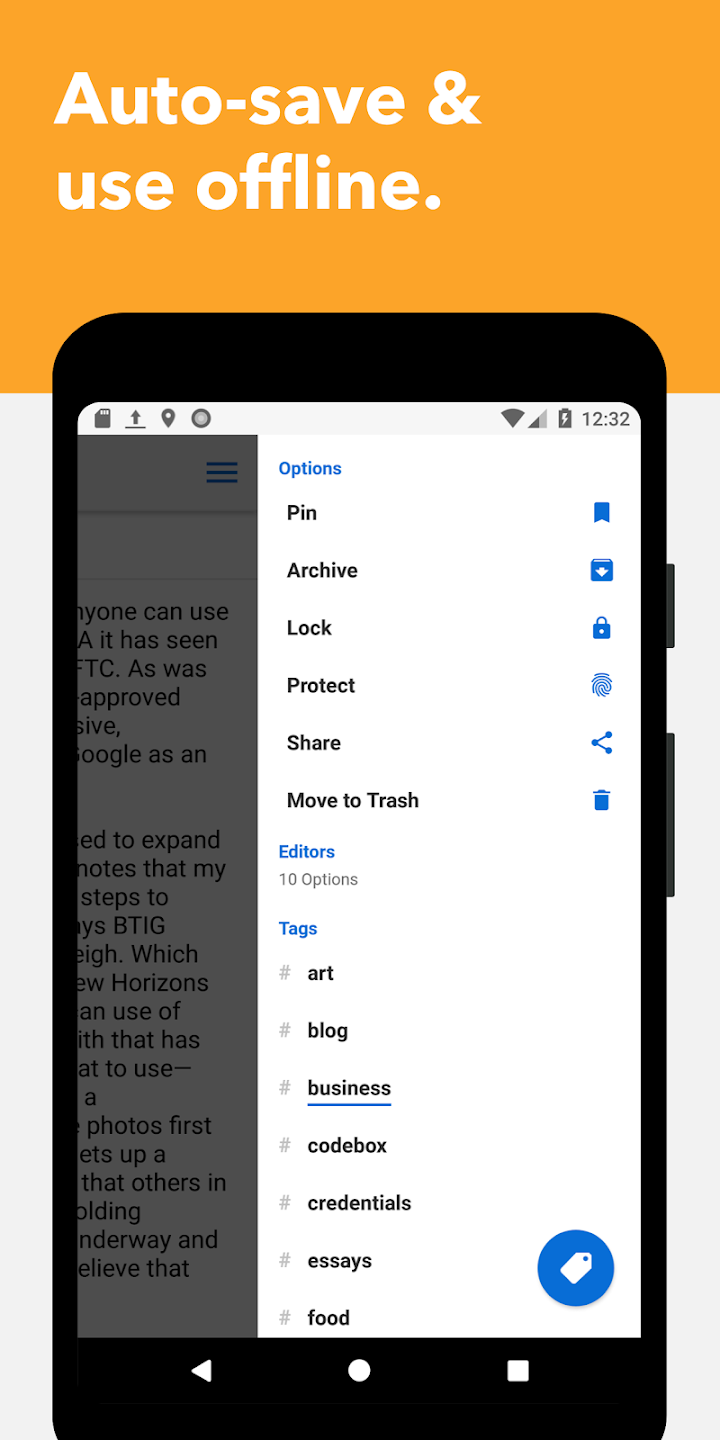 Auto-save &
use offline.
12:32
Options
Pin
Archive
Lock
Protect
Share
Move to Trash
Editors
10 Options
Tags
# art
# blog
# business
# codebox
# credentials
# essays
# food
nyone can use
A it has seen
FTC. As was
-approved
sive,
Google as an
sed to expand
notes that my
steps to
ays BTIG
eigh. Which
ew Horizons
an use of
ith that has
at to use—
a
photos first
ets up a
that others in
olding
nderway and
elieve that